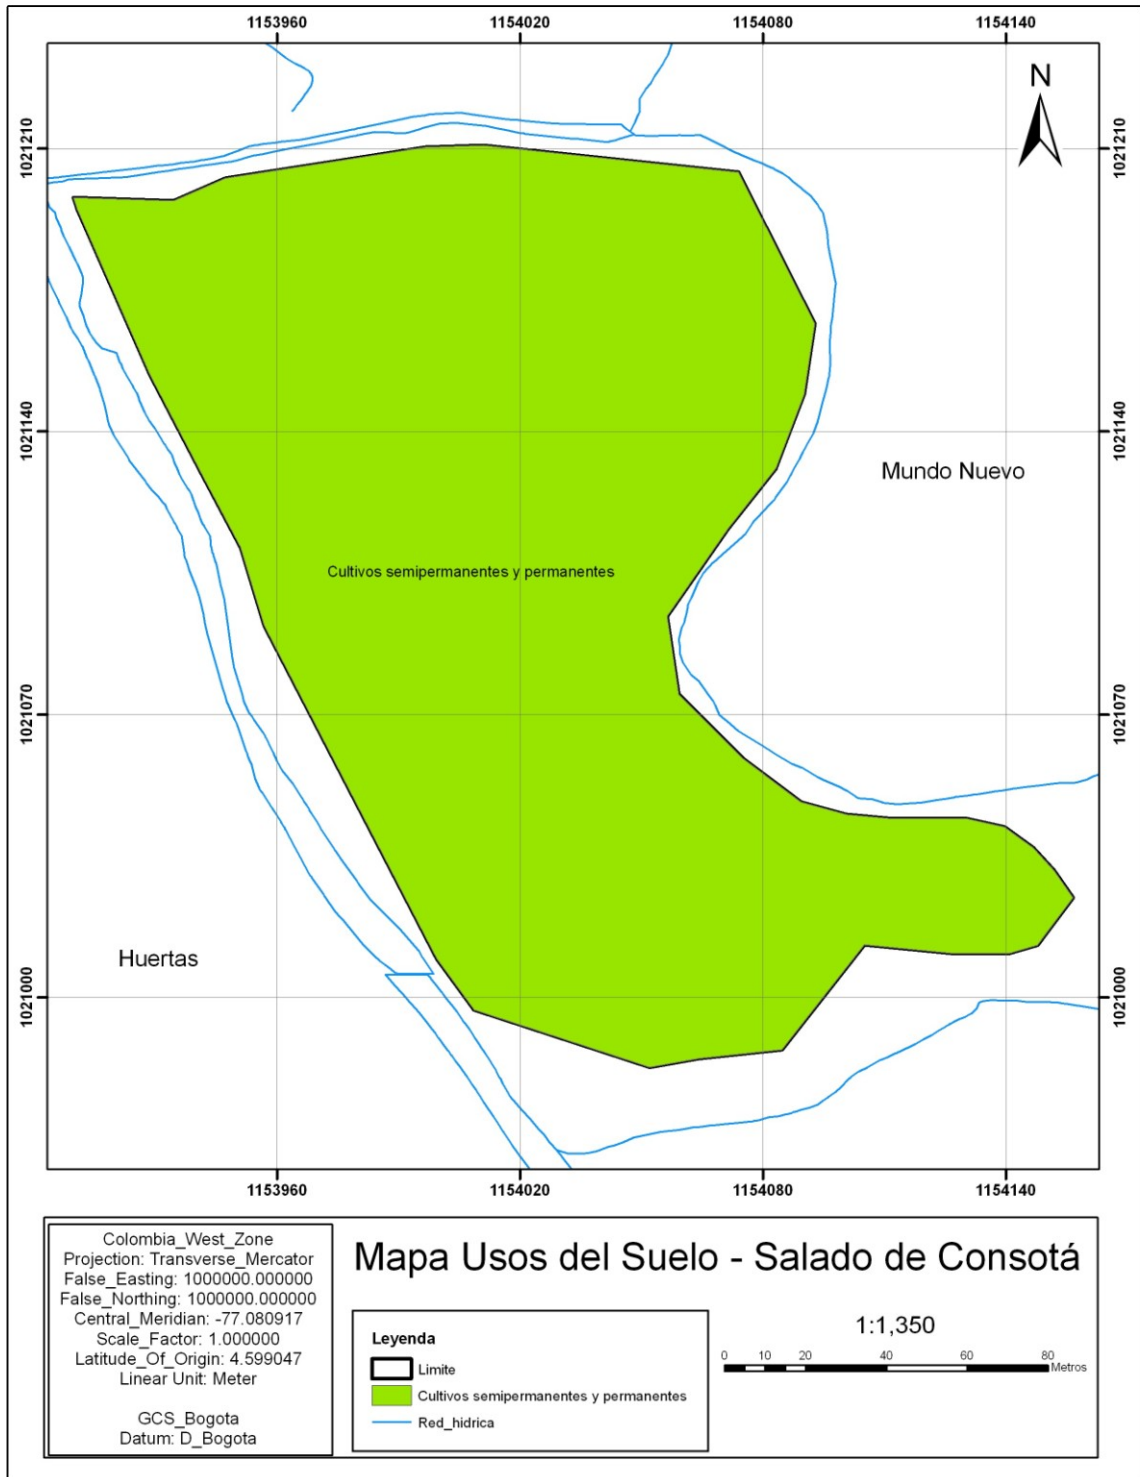 1153960 1154020 1154080 1154140
N
1021210 1021210
1021140 1021140
Mundo Nuevo
Cultivos semipermanentes y permanentes
1021070 1021070
Huertas
1021000 1021000
1153960 1154020 1154080 1154140
Colombia_West_Zone
Projection: Transverse_Mercator
False_Easting: 1000000.000000
False_Northing: 1000000.000000
Central_Meridian: -77.080917
Scale_Factor: 1.000000
Latitude_Of_Origin: 4.599047
Linear Unit: Meter
GCS_Bogota
Datum: D_Bogota
Mapa Usos del Suelo - Salado de Consotá
Leyenda
Limite
Cultivos semipermanentes y permanentes
Red_hidrica
1:1,350
0 5 10 20 40 60 80
Metros